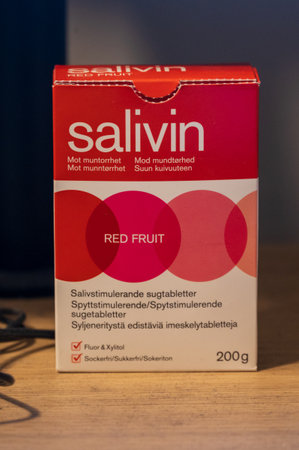 salivin
RED FRUIT
salivin
Mot muntorrhet Mod mundtørhed
Mot munntørrhet Suun kuivuuteen
RED FRUIT
Salivstimulerande sugtabletter
Spyttstimulerende/Spytstimulerende
sugetabletter
Syljeneritystä edistäviä imeskelytabletteja
Fluor & Xylitol
Sockerfri/Sukkerfri/Sokeriton
200g